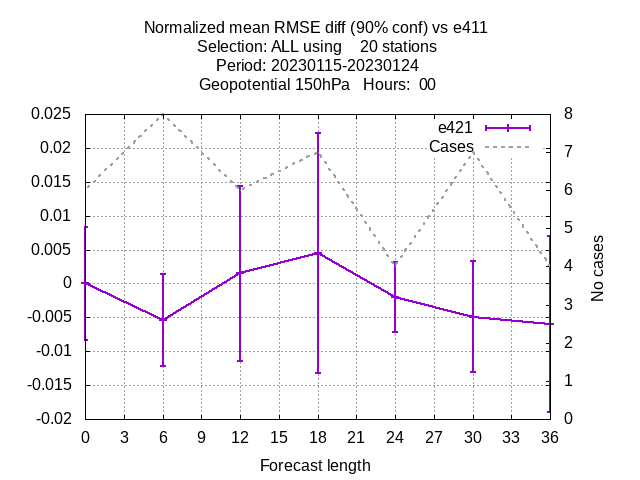 Normalized mean RMSE diff (90% conf) vs e411
Selection: ALL using    20 stations
Period: 20230115-20230124
Geopotential 150hPa   Hours:  00
0.025
0.02
0.015
0.01
0.005
0
-0.005
-0.01
-0.015
-0.02
e421
Cases
8
7
6
5
4
3
2
1
0
No cases
0 3 6 9 12 15 18 21 24 27 30 33 36
Forecast length